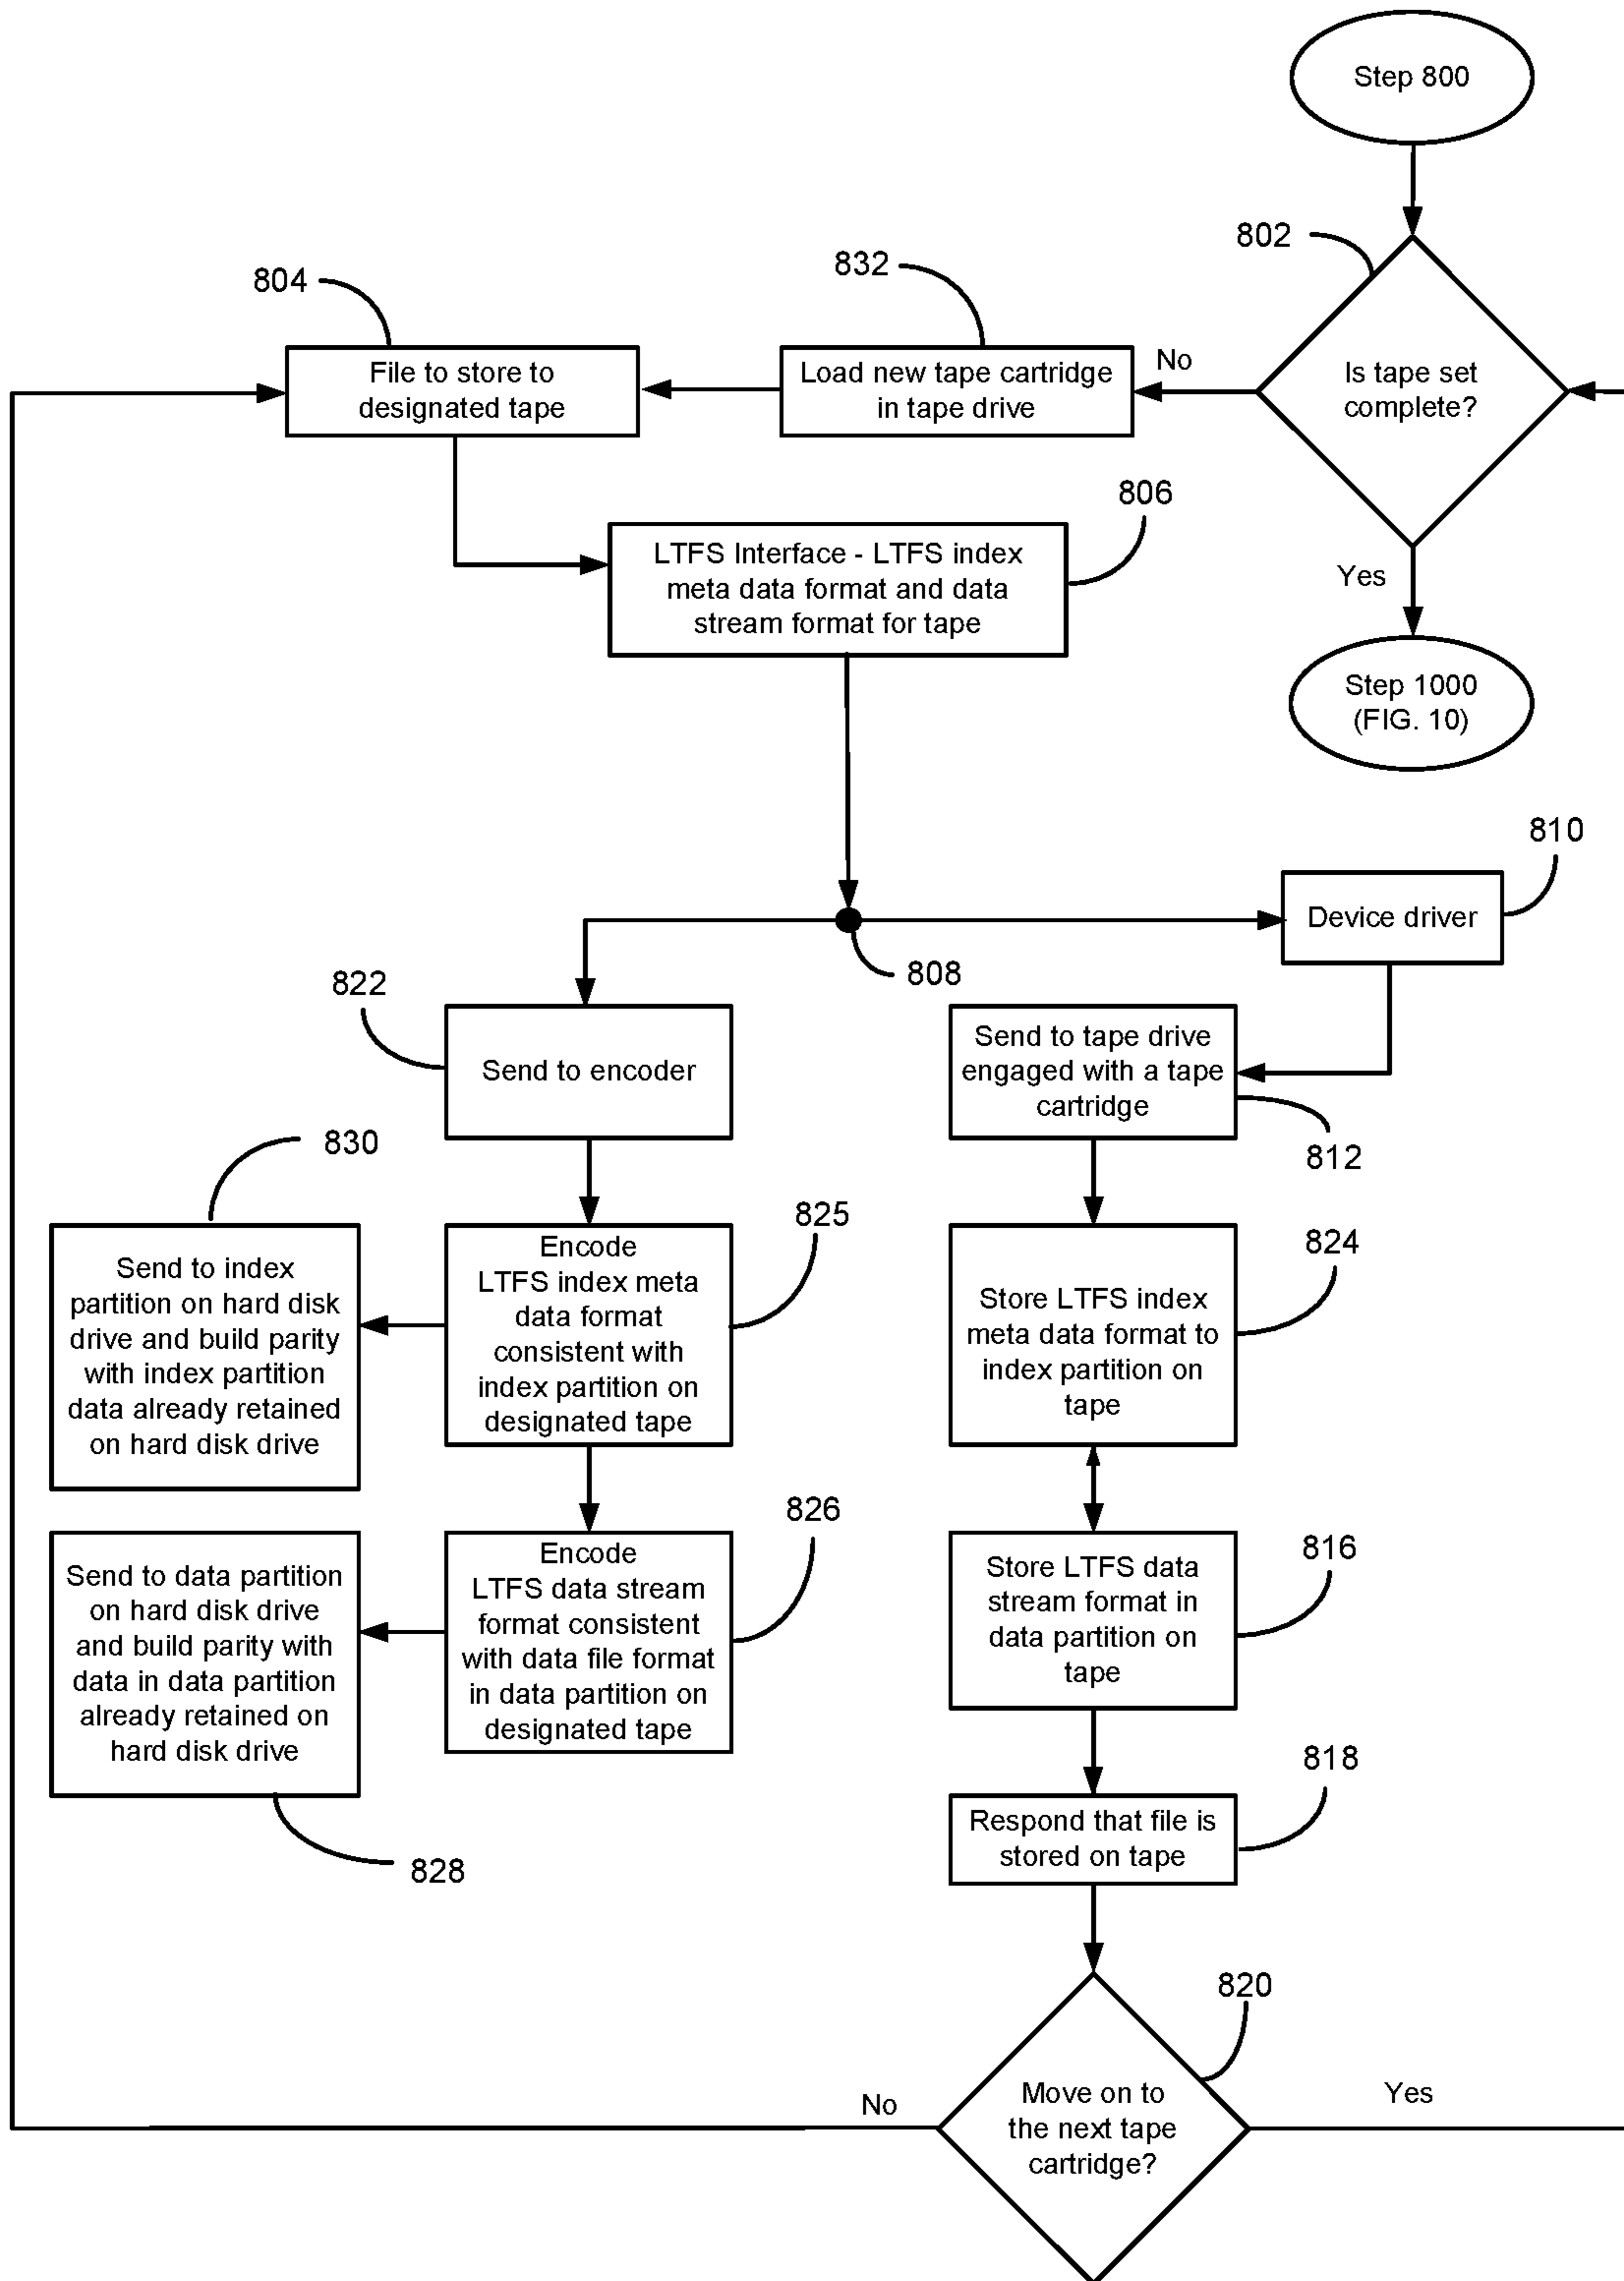 Step 800
802
Is tape set
complete?
No
Yes
Step 1000
(FIG. 10)
832
Load new tape cartridge
in tape drive
804
File to store to
designated tape
806
LTFS Interface - LTFS index
meta data format and data
stream format for tape
808
810
Device driver
822
Send to encoder
Send to tape drive
engaged with a tape
cartridge
812
830
Send to index
partition on hard disk
drive and build parity
with index partition
data already retained
on hard disk drive
825
Encode
LTFS index meta
data format
consistent with
index partition on
designated tape
824
Store LTFS index
meta data format to
index partition on
tape
Send to data partition
on hard disk drive
and build parity with
data in data partition
already retained on
hard disk drive
828
826
Encode
LTFS data stream
format consistent
with data file format
in data partition on
designated tape
816
Store LTFS data
stream format in
data partition on
tape
818
Respond that file is
stored on tape
820
Move on to
the next tape
cartridge?
No
Yes